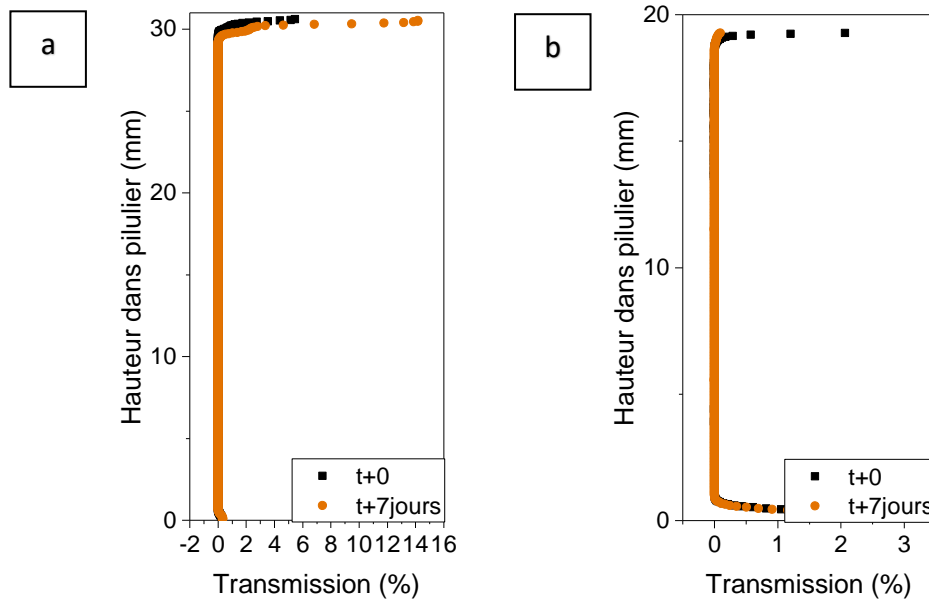 a
Hauteur dans pilulier (mm)
30
20
10
0
-2 0 2 4 6 8 10 12 14 16
Transmission (%)
t+0
t+7jours
b
Hauteur dans pilulier (mm)
20
10
0
0 1 2 3
Transmission (%)
t+0
t+7jours